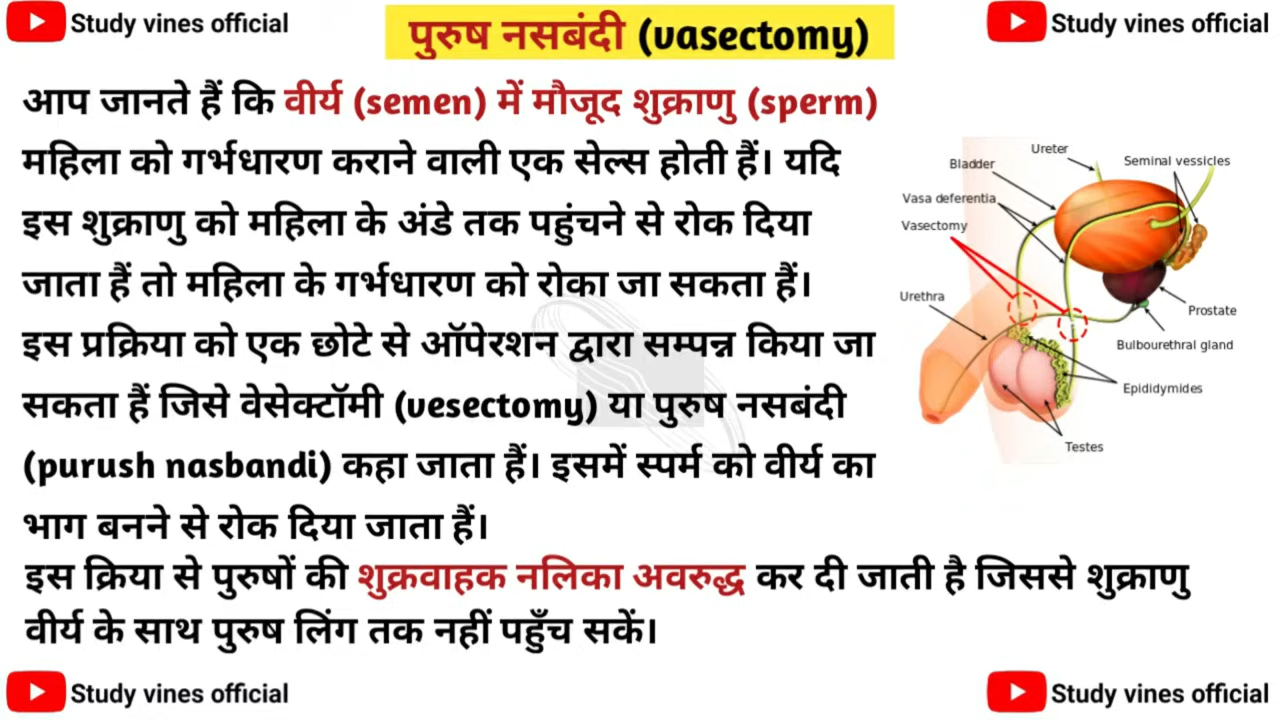 Study vines official
पुरुष नसबंदी (vasectomy)
Study vines official
आप जानते हैं कि वीर्य (semen) में मौजूद शुक्राणु (sperm)
महिला को गर्भधारण कराने वाली एक सेल्स होती हैं। यदि
इस शुक्राणु को महिला के अंडे तक पहुंचने से रोक दिया
जाता हैं तो महिला के गर्भधारण को रोका जा सकता हैं।
इस प्रक्रिया को एक छोटे से ऑपेरशन द्वारा सम्पन्न किया जा
सकता हैं जिसे वेसेक्टॉमी (vesectomy) या पुरुष नसबंदी
(purush nasbandi) कहा जाता हैं। इसमें स्पर्म को वीर्य का
भाग बनने से रोक दिया जाता हैं।
इस क्रिया से पुरुषों की शुक्रवाहक नलिका अवरुद्ध कर दी जाती है जिससे शुक्राणु
वीर्य के साथ पुरुष लिंग तक नहीं पहुँच सकें।
Ureter
Bladder
Seminal vessicles
Vasa deferentia
Vasectomy
Urethra
Prostate
Bulbourethral gland
Epididymides
Testes
Study vines official
Study vines official